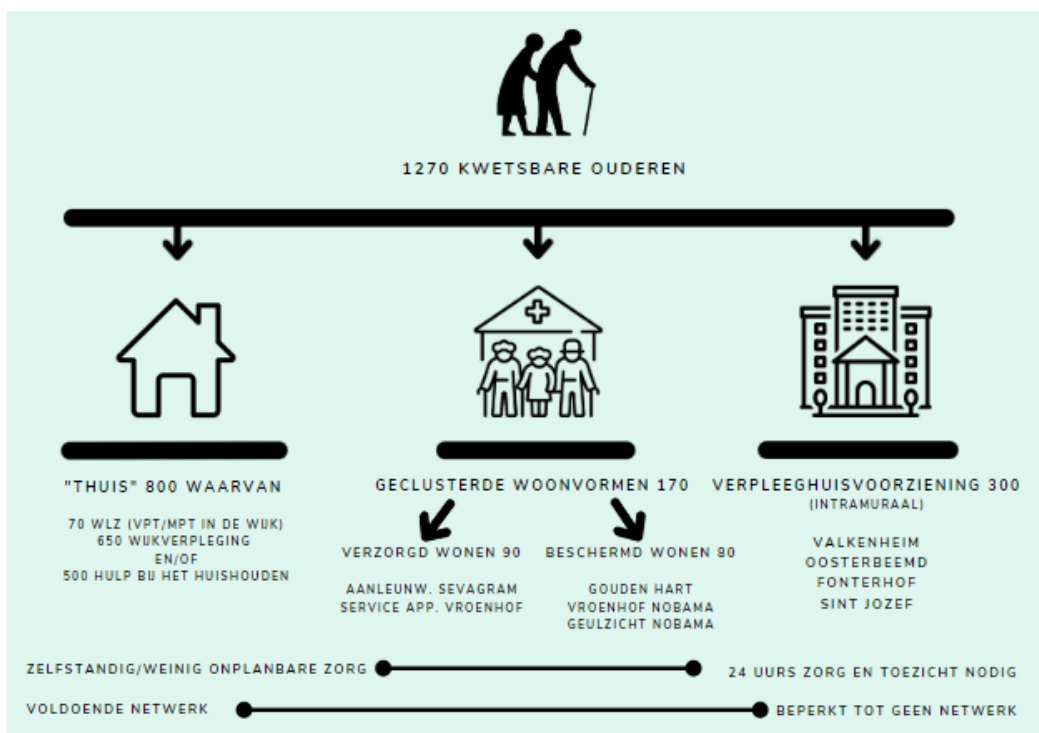 1270 KWETSBARE OUDEREN
"THUIS" 800 WAARVAN
70 WLZ (VPT/MPT IN DE WIJK)
650 WIJKVERPLEGING
EN/OF
500 HULP BIJ HET HUISHOUDEN
GECLUSTERDE WOONVORMEN 170
VERZORGD WONEN 90
AANLEUNW. SEVAGRAM
SERVICE APP. VROENHOF
BESCHERMD WONEN 80
GOUDEN HART
VROENHOF NOBAMA
GEULZICHT NOBAMA
VERPLEEGHUISVOORZIENING 300
(INTRAMURAAL)
VALKENHEIM
OOSTERBEEMD
FONTERHOF
SINT JOZEF
ZELFSTANDIG/WEINIG ONPLANBARE ZORG
24 UURS ZORG EN TOEZICHT NODIG
VOLDOENDE NETWERK
BEPERKT TOT GEEN NETWERK